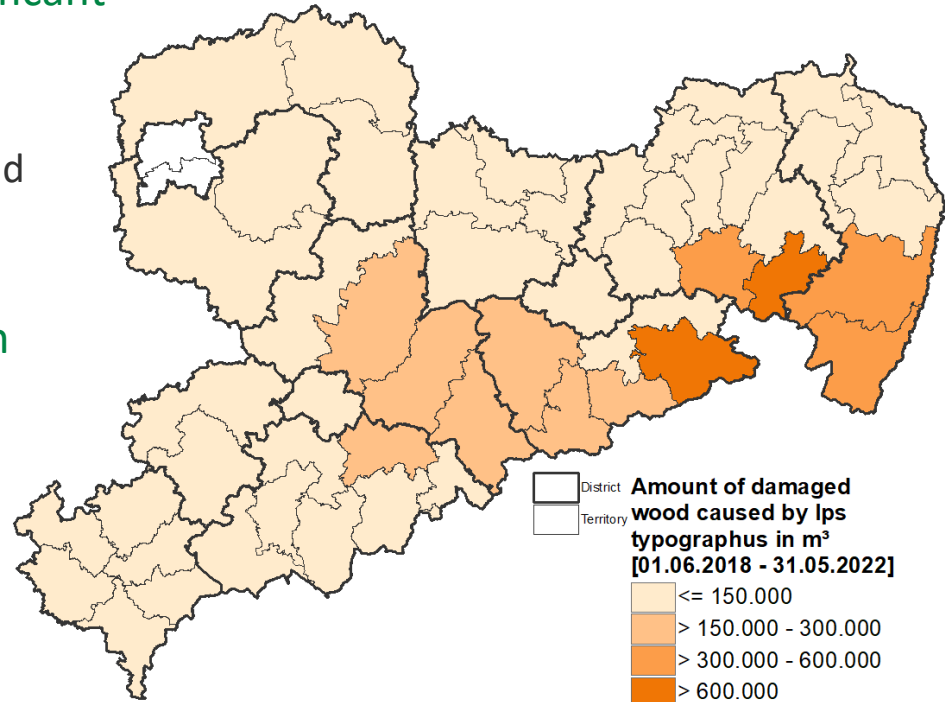 d
District
Territory
Amount of damaged
wood caused by Ips
typographus in m³
[01.06.2018 - 31.05.2022]
<= 150.000
> 150.000 - 300.000
> 300.000 - 600.000
> 600.000